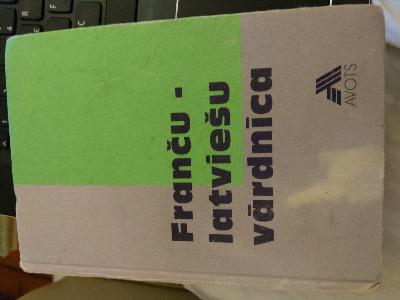 Franču -
latviešu
vārdnīca
AVOTS